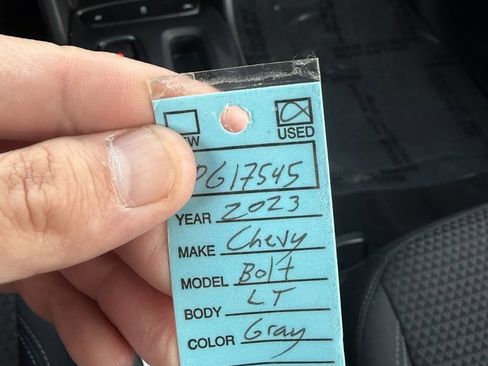 USED
PG17545
YEAR 2023
MAKE Chevy
MODEL Bolt
BODY LT
COLOR Gray